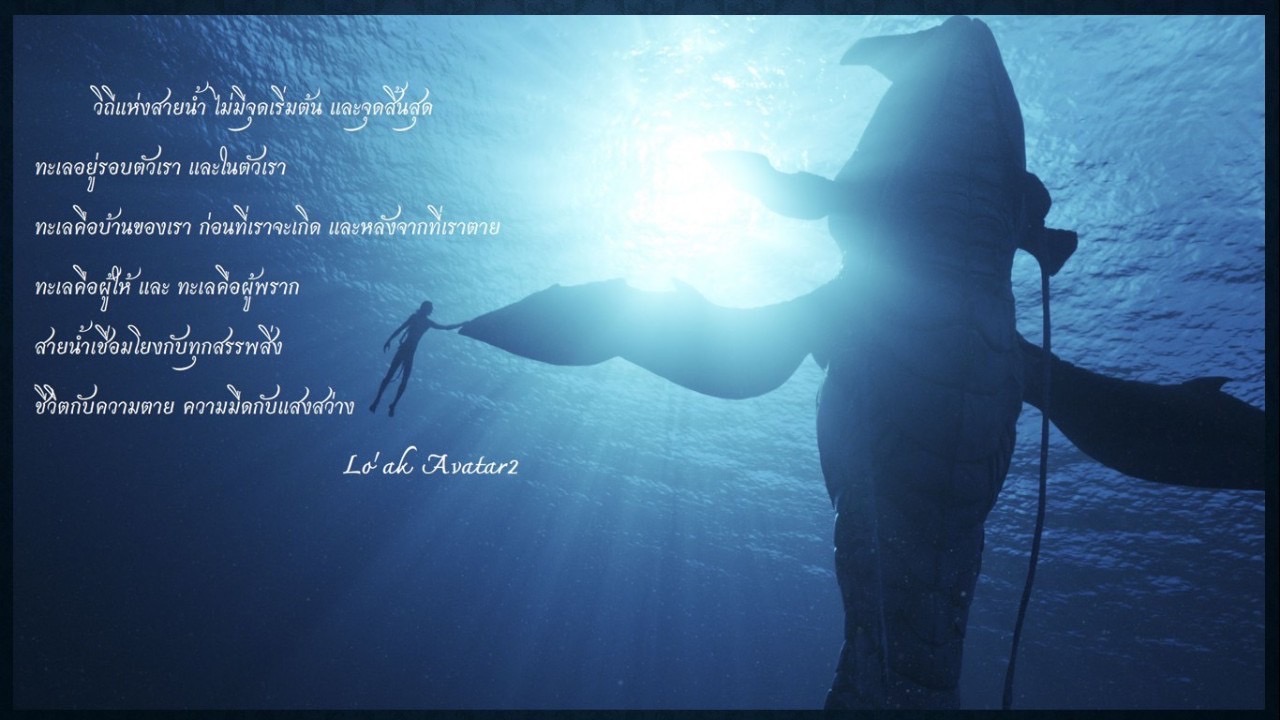 วิถีแห่งสายน้ำ ไม่มีจุดเริ่มต้น และจุดสิ้นสุด
ทะเลอยู่รอบตัวเรา และในตัวเรา
ทะเลคือบ้านของเรา ก่อนที่เราจะเกิด และหลังจากที่เราตาย
ทะเลคือผู้ให้ และ ทะเลคือผู้พราก
สายน้ำเชื่อมโยงกับทุกสรรพสิ่ง
ชีวิตกับความตาย ความมืดกับแสงสว่าง
Lo'ak Avatar2